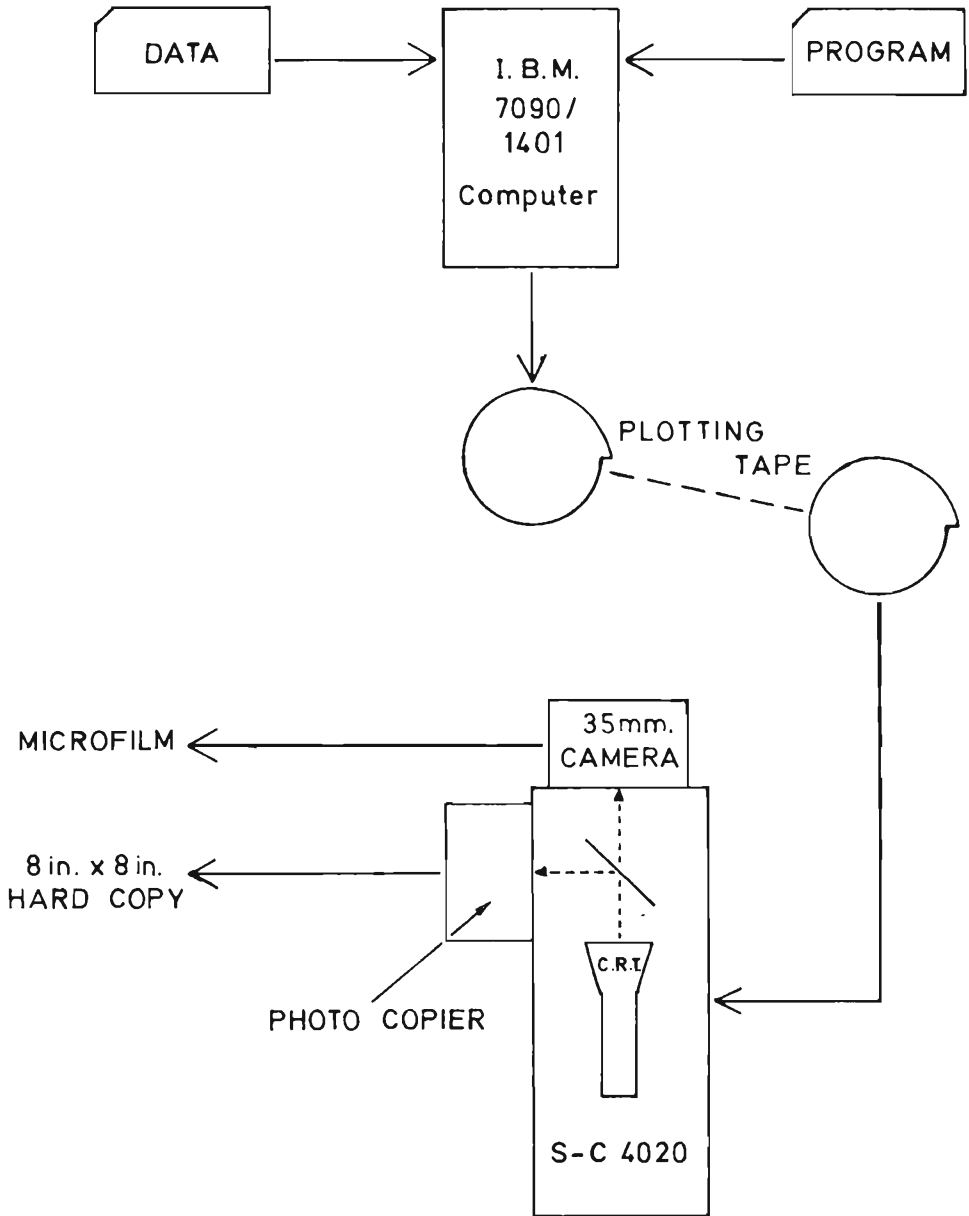 DATA
I. B. M.
7090/
1401
Computer
PROGRAM
PLOTTING
TAPE
35mm.
CAMERA
MICROFILM
8 in. x 8 in.
HARD COPY
C.R.T.
PHOTO COPIER
S-C 4020